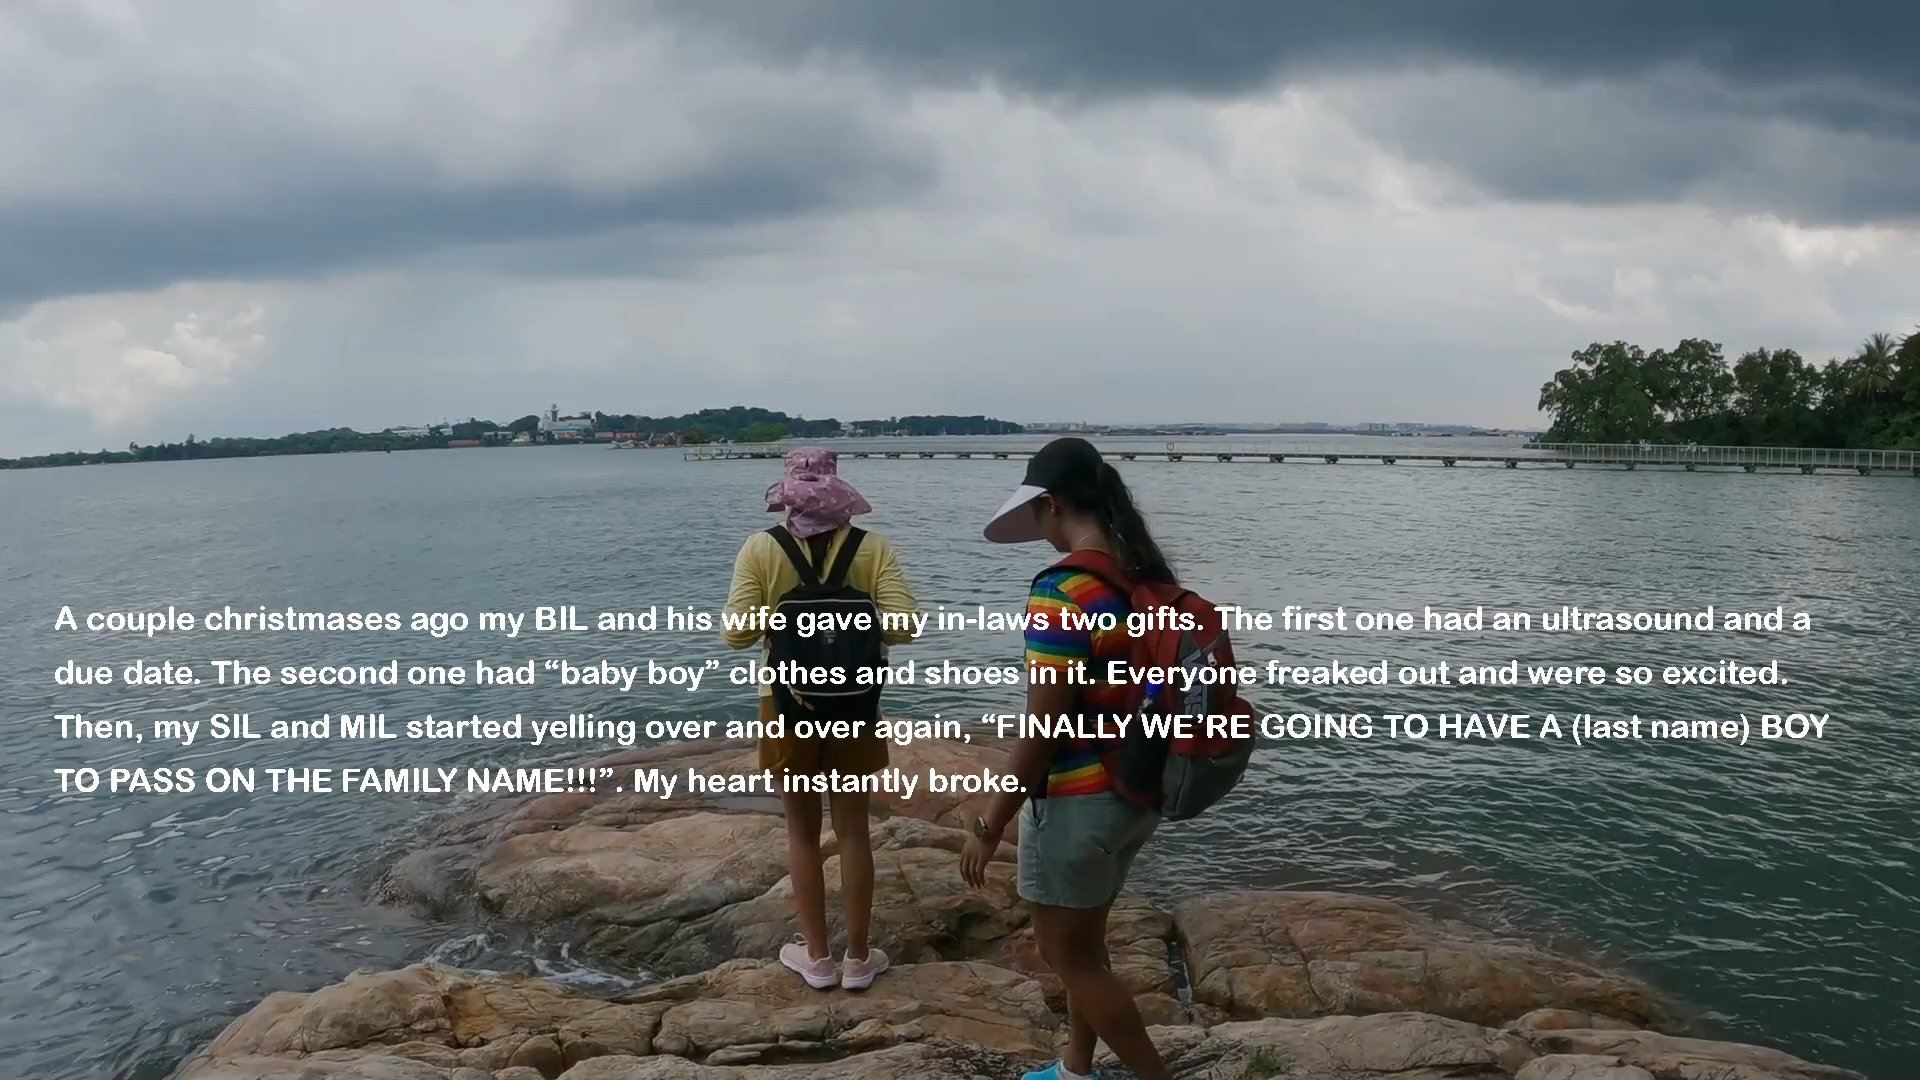 A couple christmases ago my BIL and his wife gave my in-laws two gifts. The first one had an ultrasound and a
due date. The second one had “baby boy” clothes and shoes in it. Everyone freaked out and were so excited.
Then, my SIL and MIL started yelling over and over again, “FINALLY WE’RE GOING TO HAVE A (last name) BOY
TO PASS ON THE FAMILY NAME!!!”. My heart instantly broke.